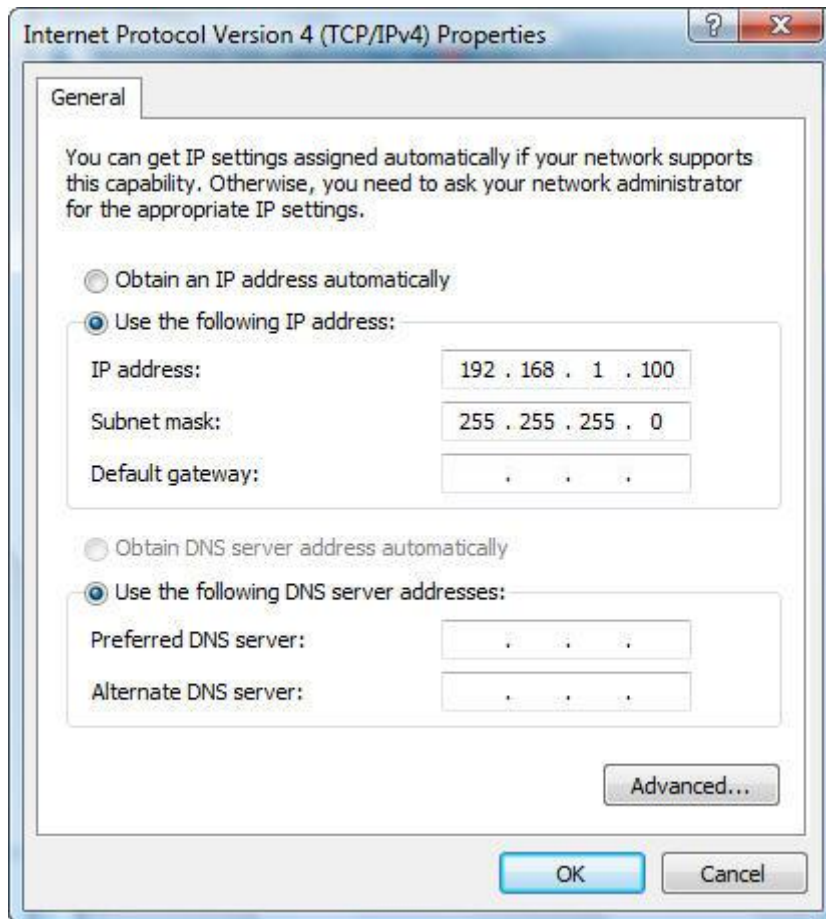 Internet Protocol Version 4 (TCP/IPv4) Properties
?
X
General
You can get IP settings assigned automatically if your network supports
this capability. Otherwise, you need to ask your network administrator
for the appropriate IP settings.
Obtain an IP address automatically
Use the following IP address:
IP address: 192 . 168 . 1 . 100
Subnet mask: 255 . 255 . 255 . 0
Default gateway: . . .
Obtain DNS server address automatically
Use the following DNS server addresses:
Preferred DNS server: . . .
Alternate DNS server: . . .
Advanced...
OK Cancel